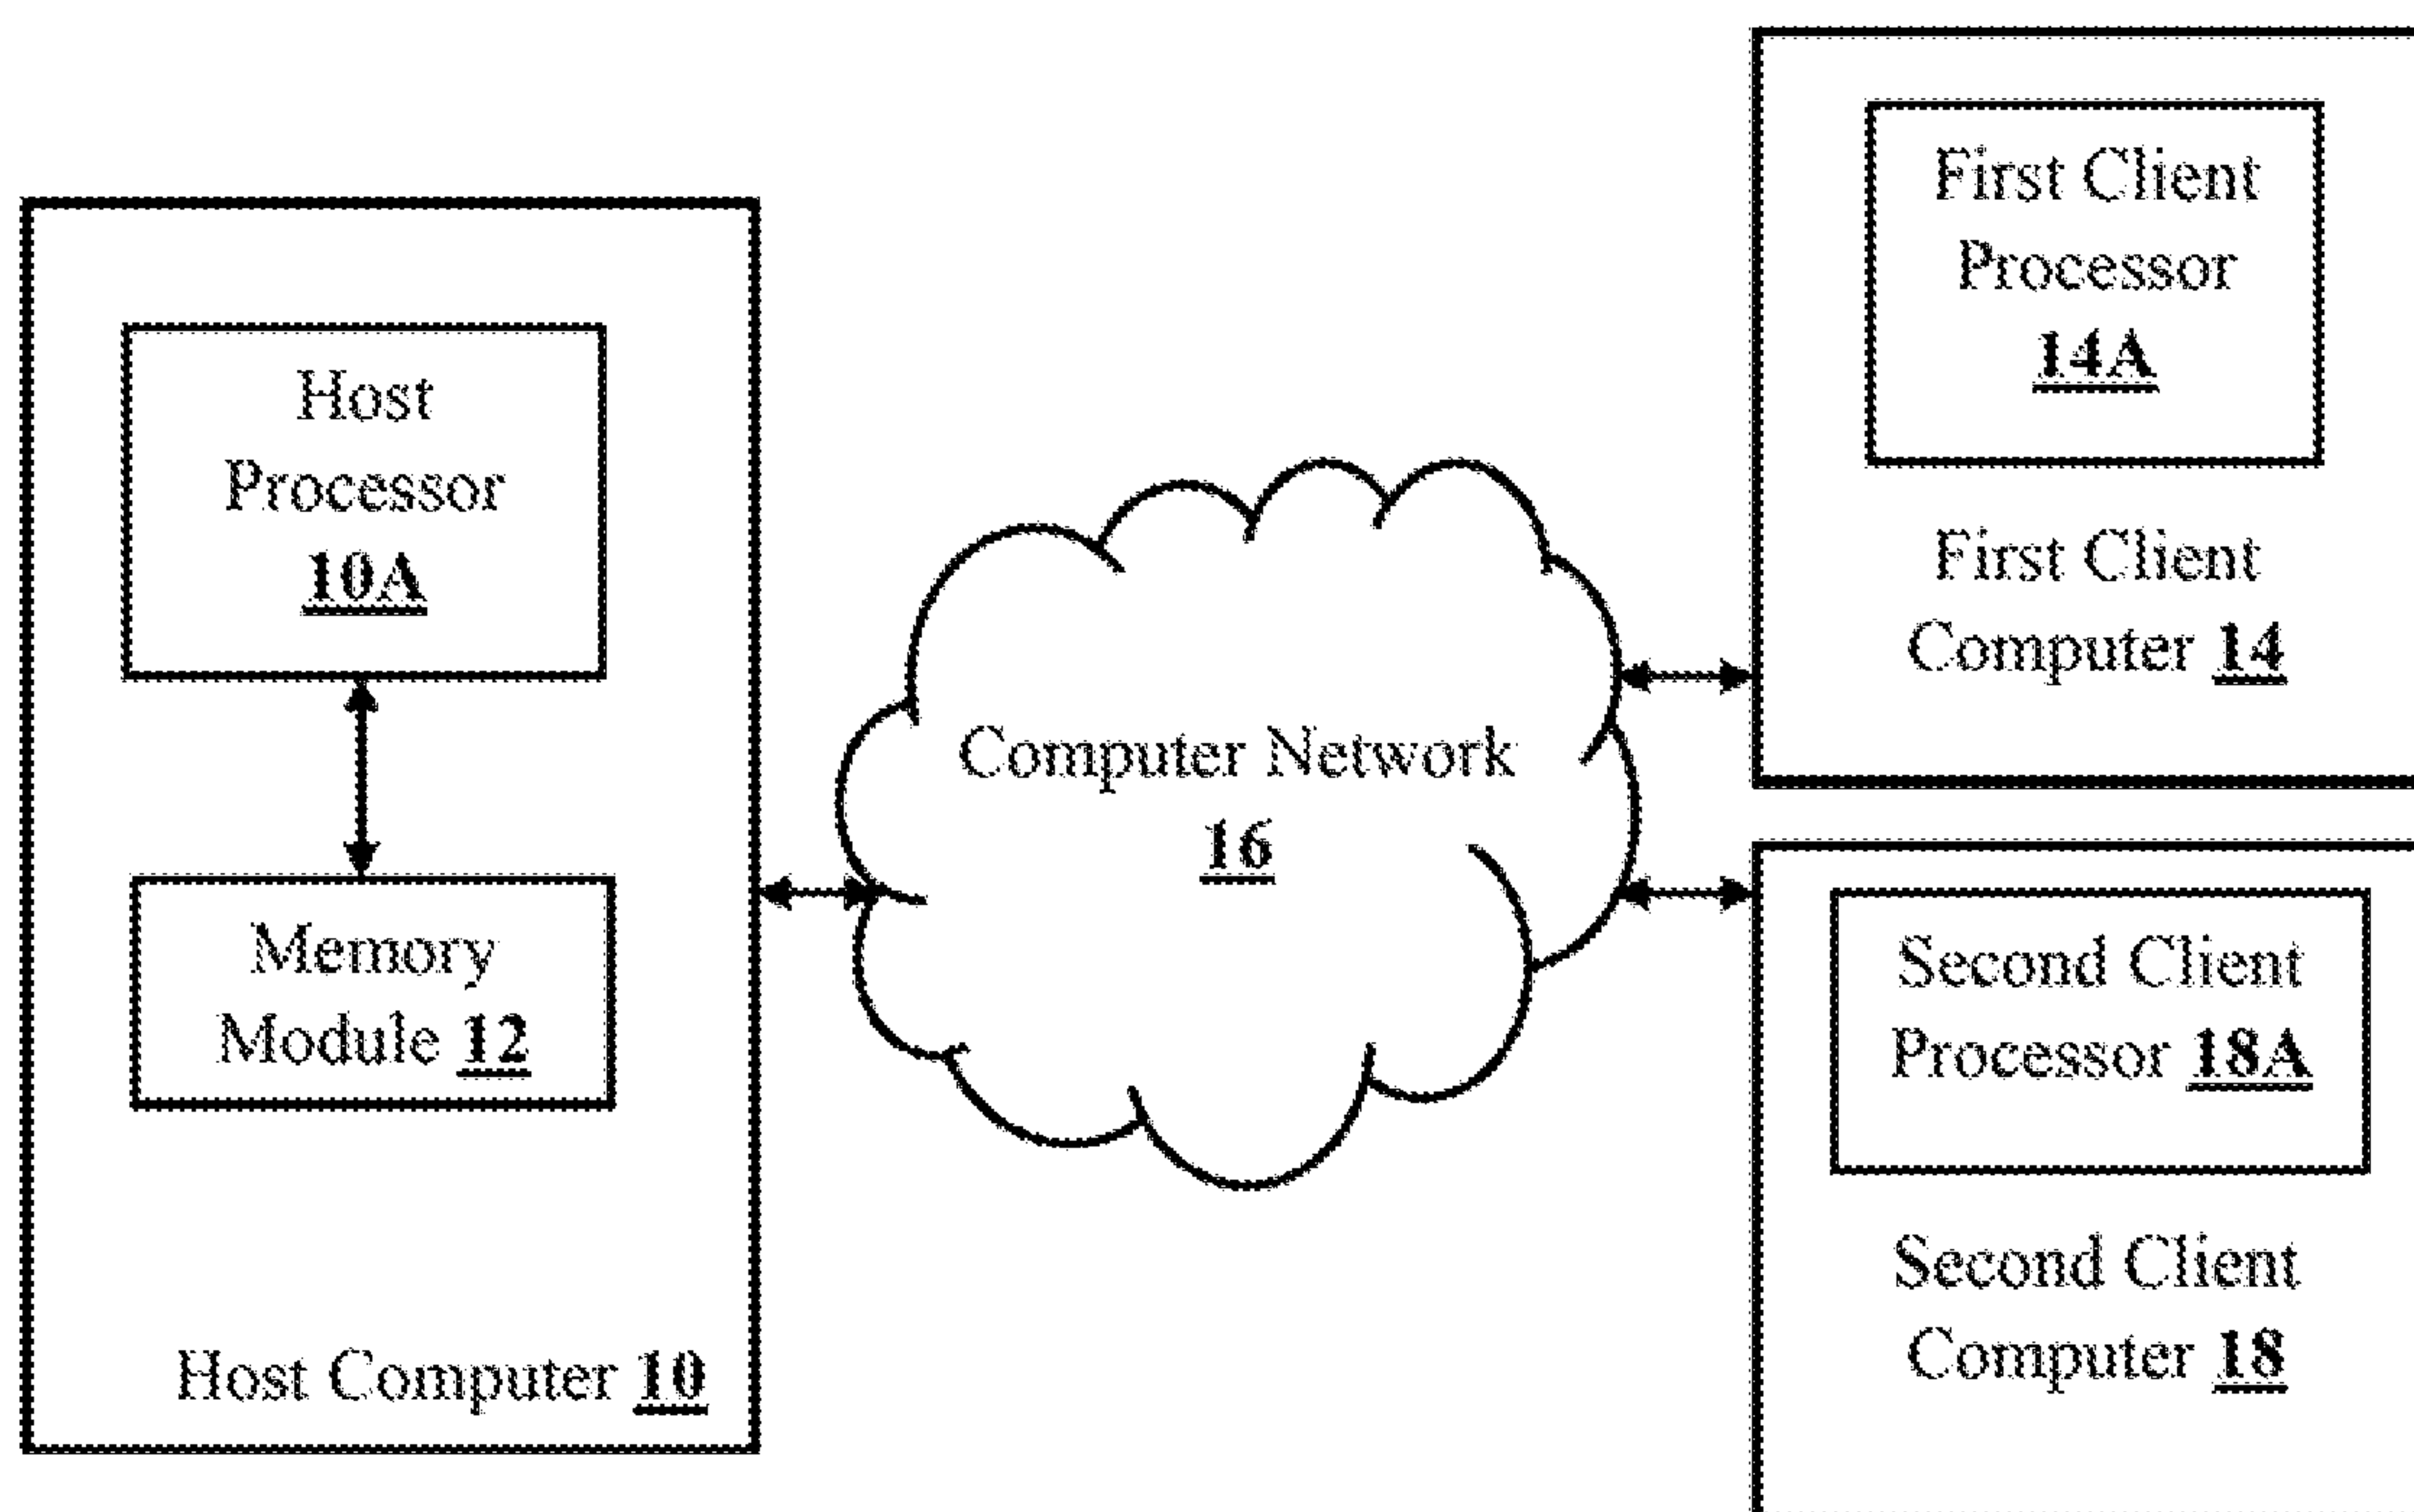 Host
Processor
10A
Memory
Module 12
Host Computer 10
Computer Network
16
First Client
Processor
14A
First Client
Computer 14
Second Client
Processor 18A
Second Client
Computer 18